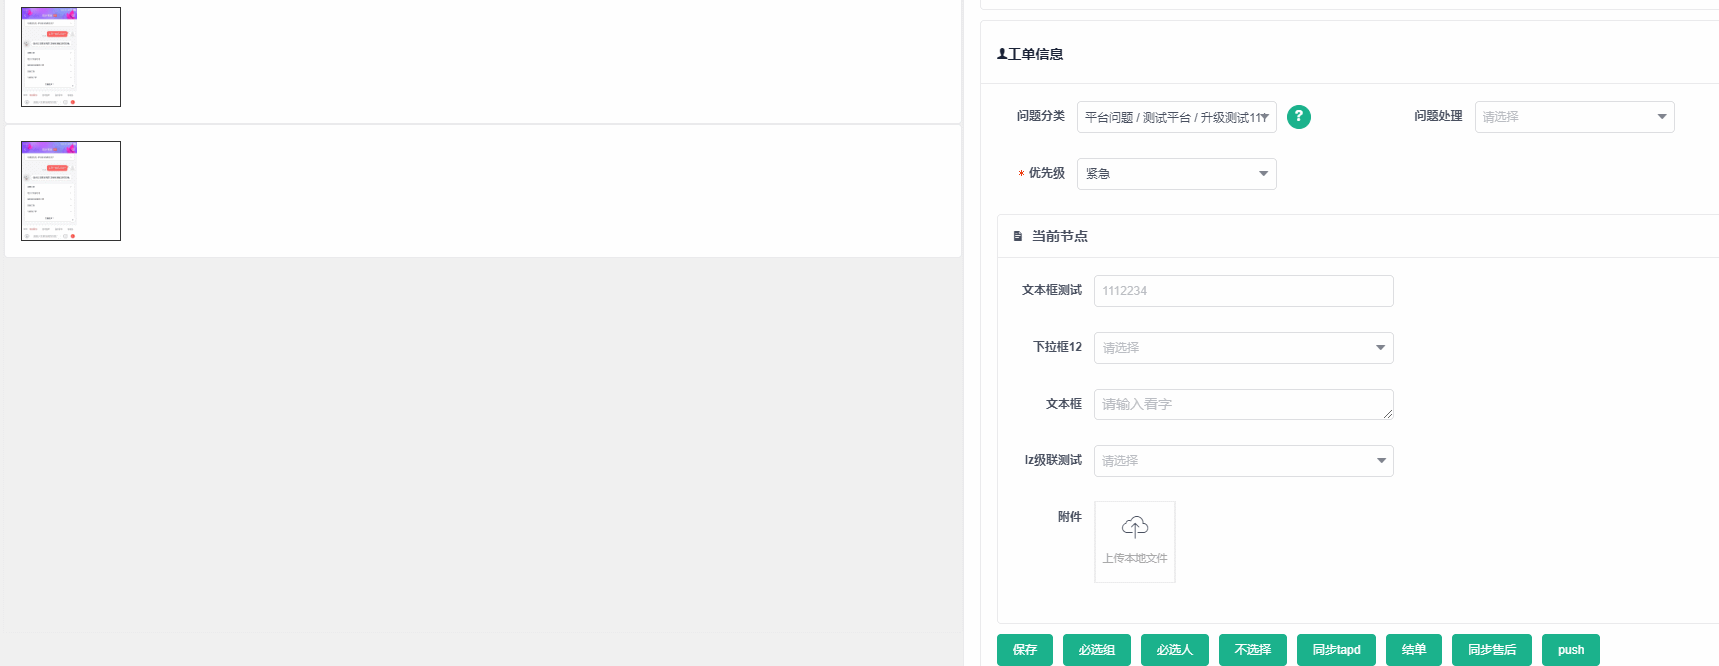 工单信息
问题分类
平台问题 / 测试平台 / 升级测试11
?
问题处理
请选择
* 优先级
紧急
当前节点
文本框测试
1112234
下拉框12
请选择
文本框
请输入看字
lz级联测试
请选择
附件
上传本地文件
保存
必选组
必选人
不选择
同步tapd
结单
同步售后
push